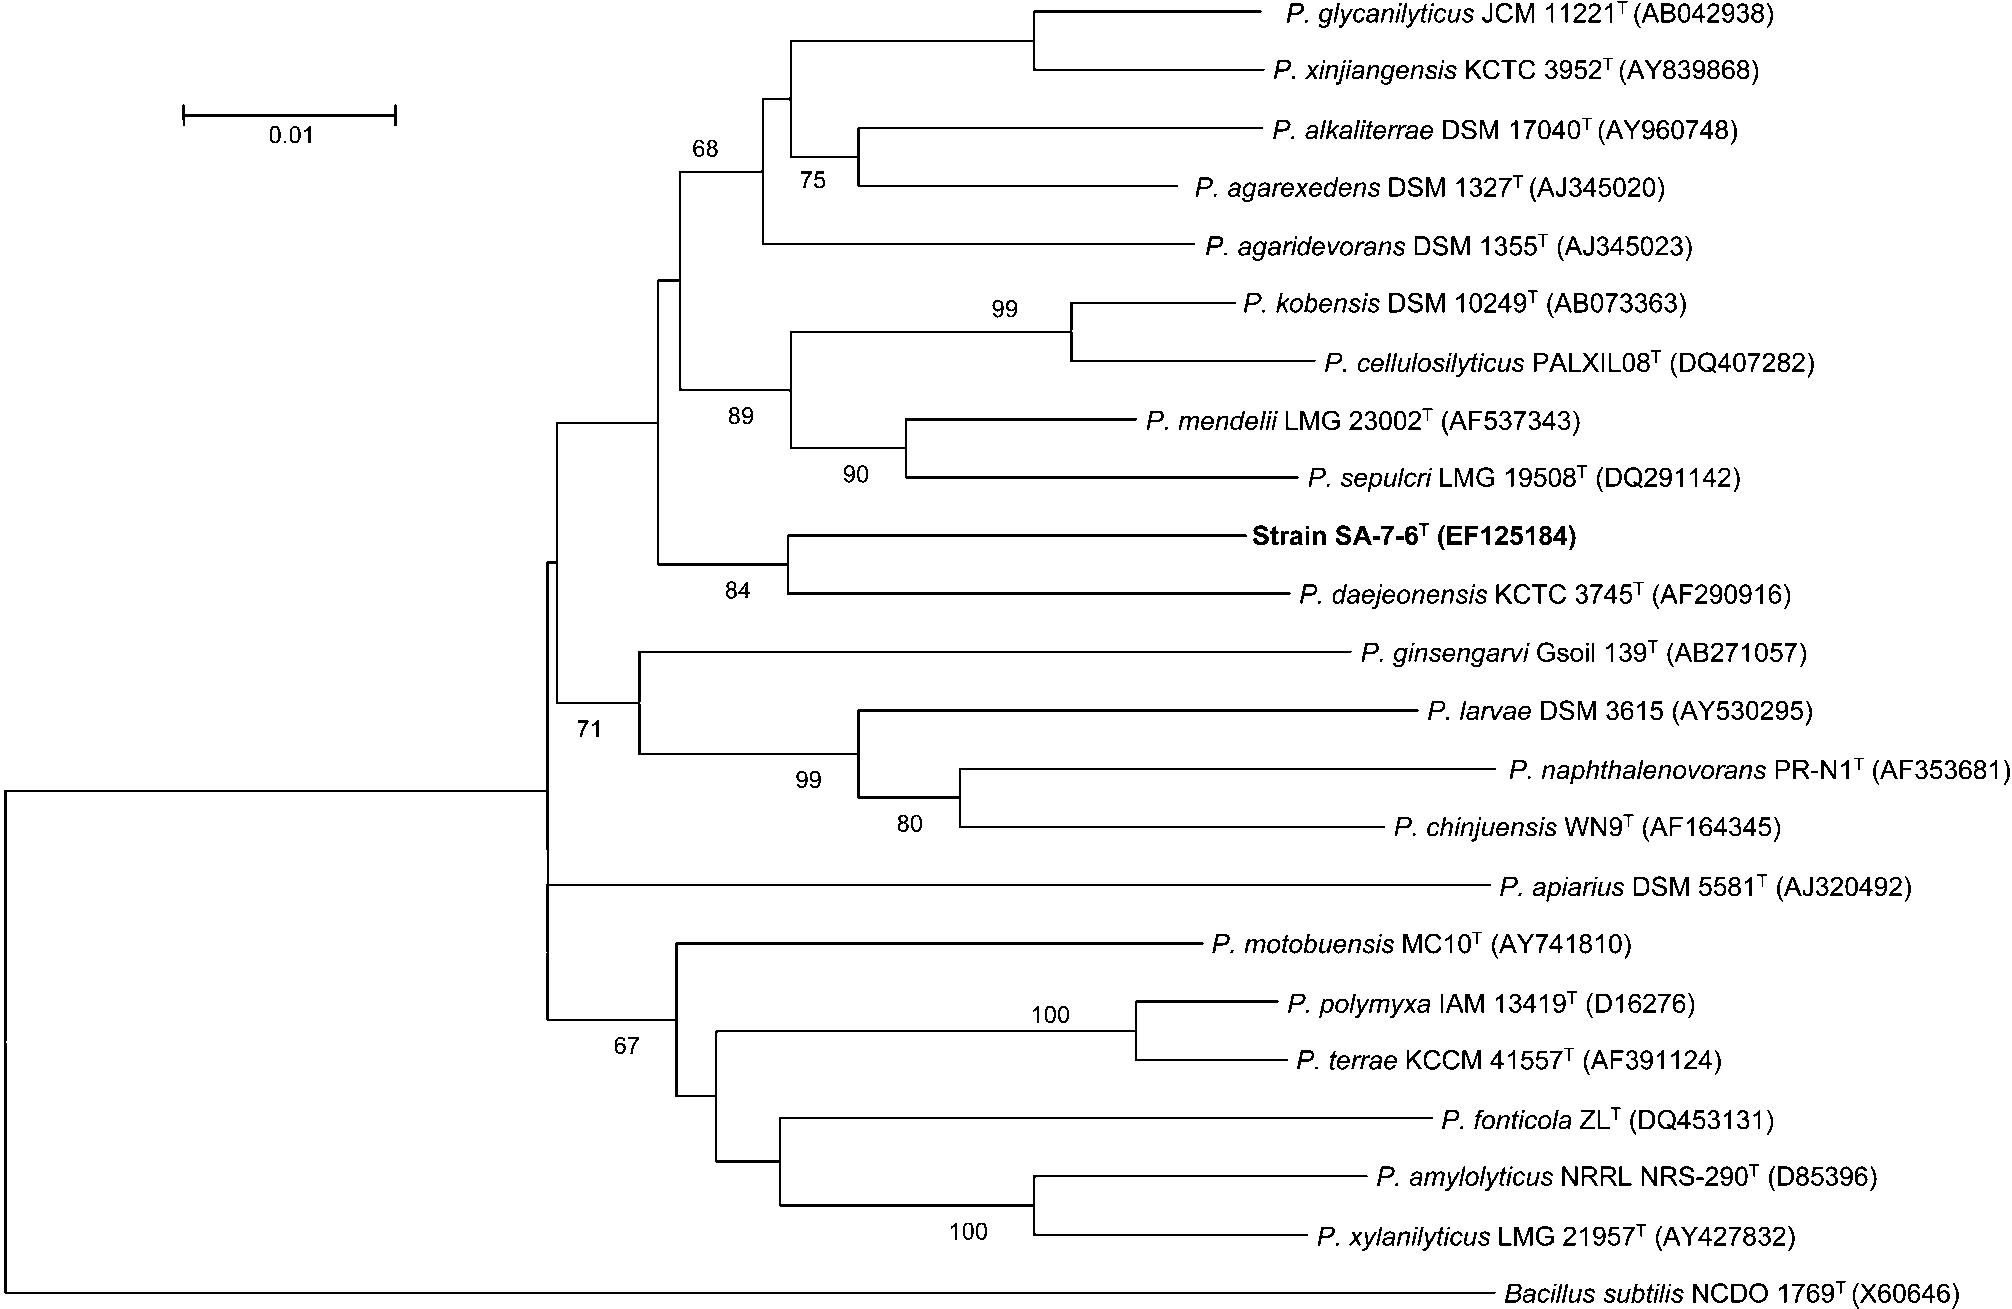 P. glycanilyticus JCM 11221T (AB042938)
P. xinjiangensis KCTC 3952T (AY839868)
0.01
P. alkaliterrae DSM 17040T (AY960748)
68
75
P. agarexedens DSM 1327T (AJ345020)
P. agaridevorans DSM 1355T (AJ345023)
99
P. kobensis DSM 10249T (AB073363)
P. cellulosilyticus PALXIL08T (DQ407282)
89
P. mendelii LMG 23002T (AF537343)
90
P. sepulcri LMG 19508T (DQ291142)
Strain SA-7-6T (EF125184)
84
P. daejeonensis KCTC 3745T (AF290916)
P. ginsengarvi Gsoil 139T (AB271057)
71
P. larvae DSM 3615 (AY530295)
99
P. naphthalenovorans PR-N1T (AF353681)
80
P. chinjuensis WN9T (AF164345)
P. apiarius DSM 5581T (AJ320492)
P. motobuensis MC10T (AY741810)
100
P. polymyxa IAM 13419T (D16276)
67
P. terrae KCCM 41557T (AF391124)
P. fonticola ZLT (DQ453131)
P. amylolyticus NRRL NRS-290T (D85396)
100
P. xylanilyticus LMG 21957T (AY427832)
Bacillus subtilis NCDO 1769T (X60646)